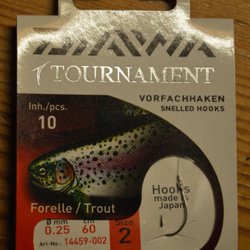 DAIWA
TOURNAMENT
Inh./pcs.
10
VORFACHHAKEN
SNELLED HOOKS
Hooks
made in
Japan
Forelle / Trout
Ø mm cm
0.25 60
Size 2
Art.-No.: 14459-002